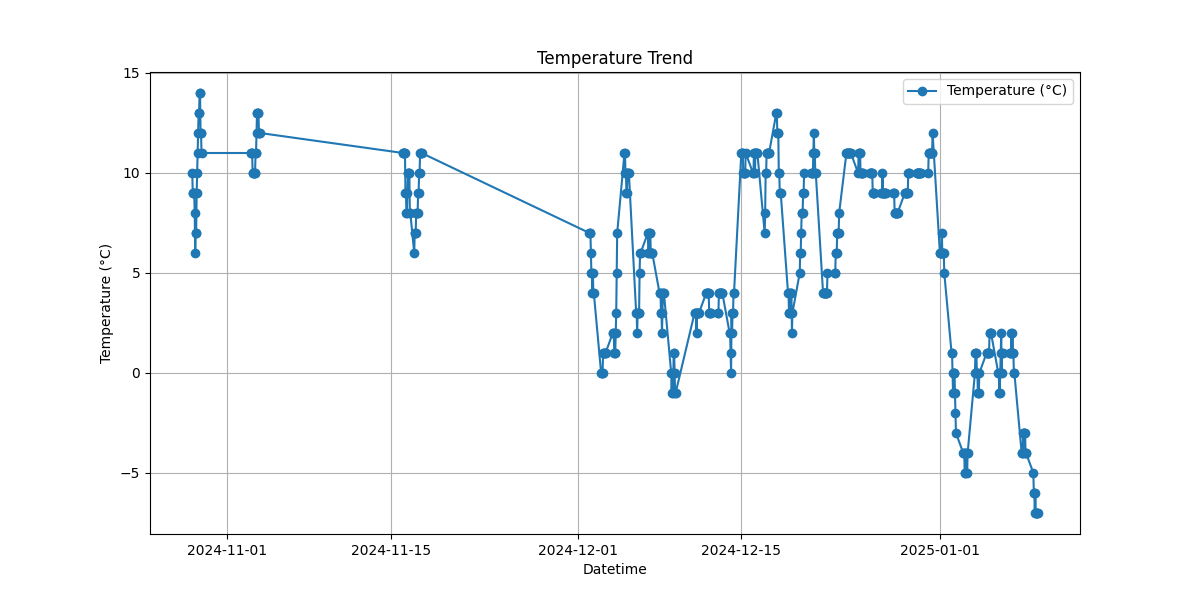 Temperature Trend
15
Temperature (°C)
10
5
0
−5
Temperature (°C)
2024-11-01 2024-11-15 2024-12-01 2024-12-15 2025-01-01
Datetime